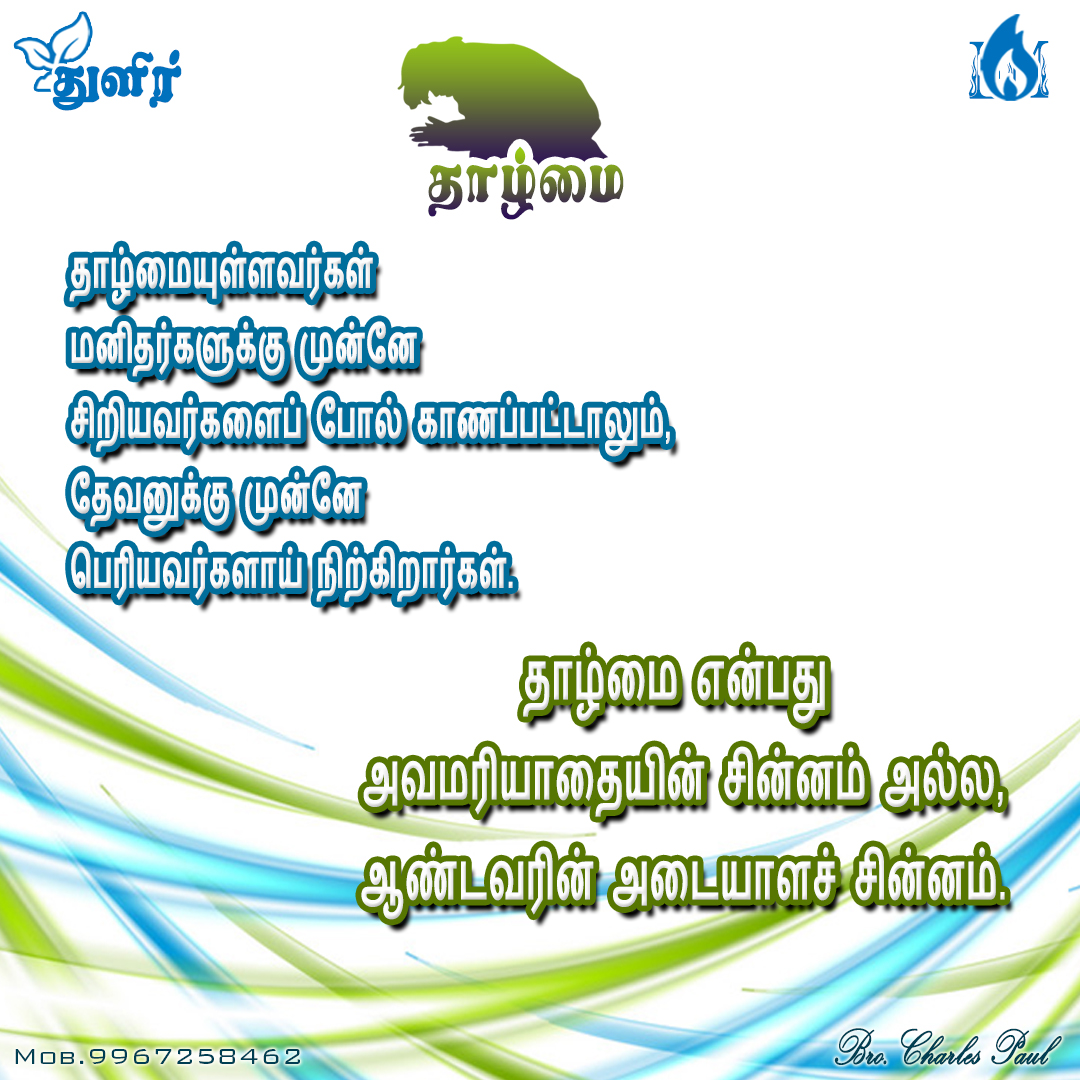 துளிர்
தாழ்மை
தாழ்மையுள்ளவர்கள்
மனிதர்களுக்கு முன்னே
சிறியவர்களைப் போல் காணப்பட்டாலும்,
தேவனுக்கு முன்னே
பெரியவர்களாய் நிற்கிறார்கள்.
தாழ்மை என்பது
அவமரியாதையின் சின்னம் அல்ல,
ஆண்டவரின் அடையாளச் சின்னம்.
Mob.9967258462
Bro. Charles Paul